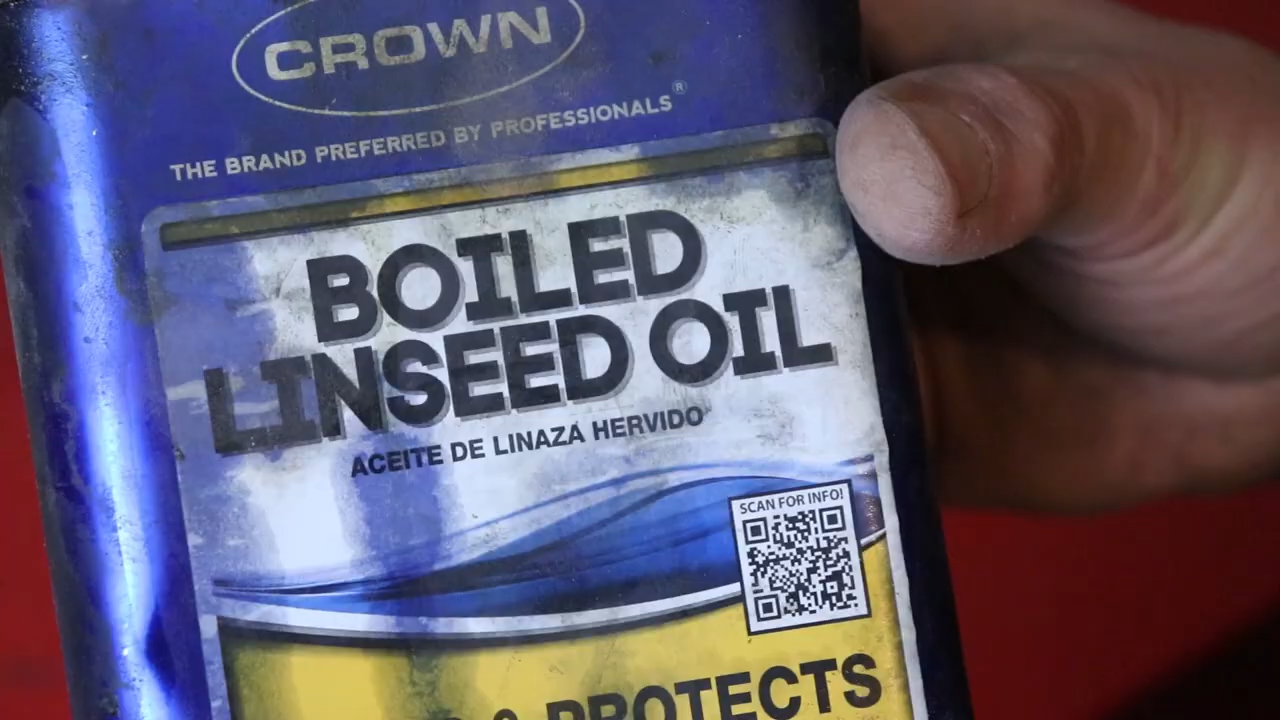 CROWN
THE BRAND PREFERRED BY PROFESSIONALS®
BOILED
LINSEED OIL
ACEITE DE LINAZA HERVIDO
SCAN FOR INFO!
& PROTECTS